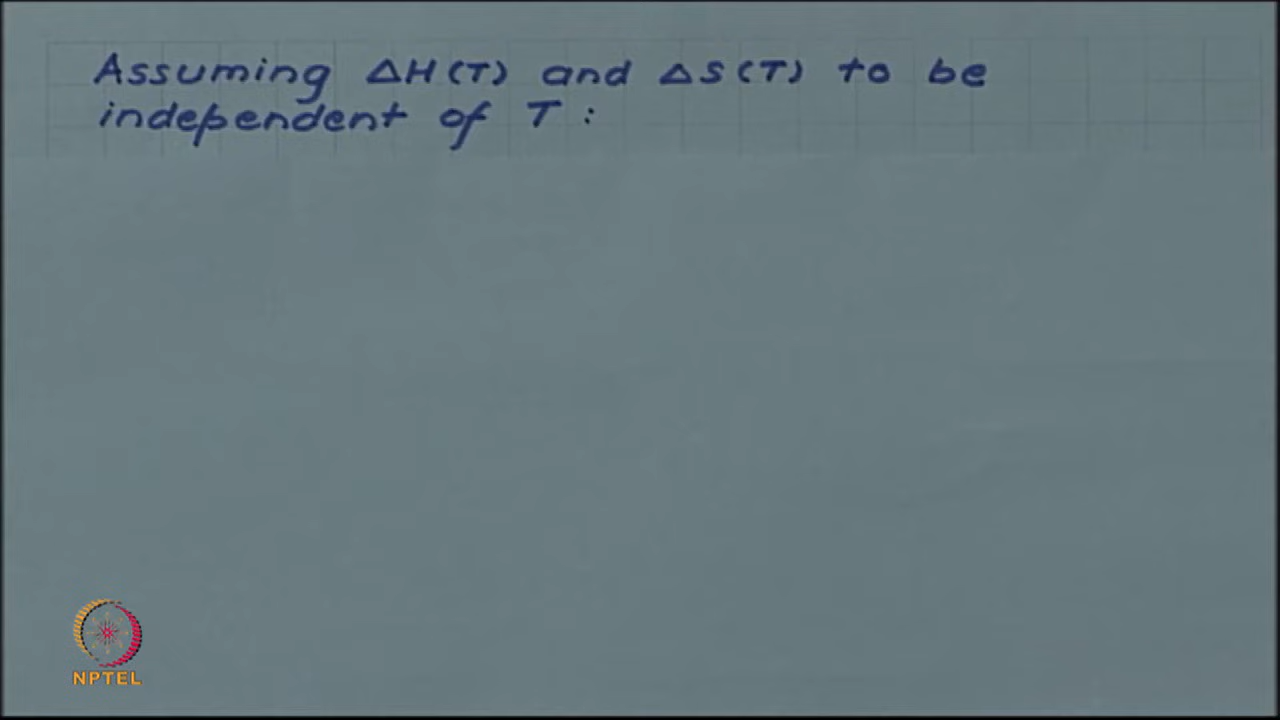 Assuming ΔH(T) and ΔS(T) to be
independent of T :
NPTEL